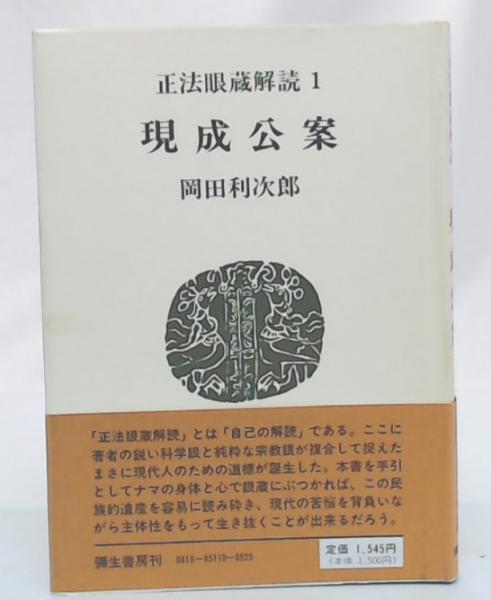 正法眼蔵解読 1
現成公案
岡田利次郎
「正法眼蔵解読」とは「自己の解読」である。ここに
著者の鋭い科学眼と純粋な宗教眼が複合して捉えた
まさに現代人のための道標が誕生した。本書を手引
としてナマの身体と心で眼蔵にぶつかれば、この民
族的遺産を容易に読み砕き、現代の苦悩を背負いな
がら主体性をもって生き抜くことが出来るだろう。
彌生書房刊 0315-85110-8525
定価 1,545円
(本体 1,500円)